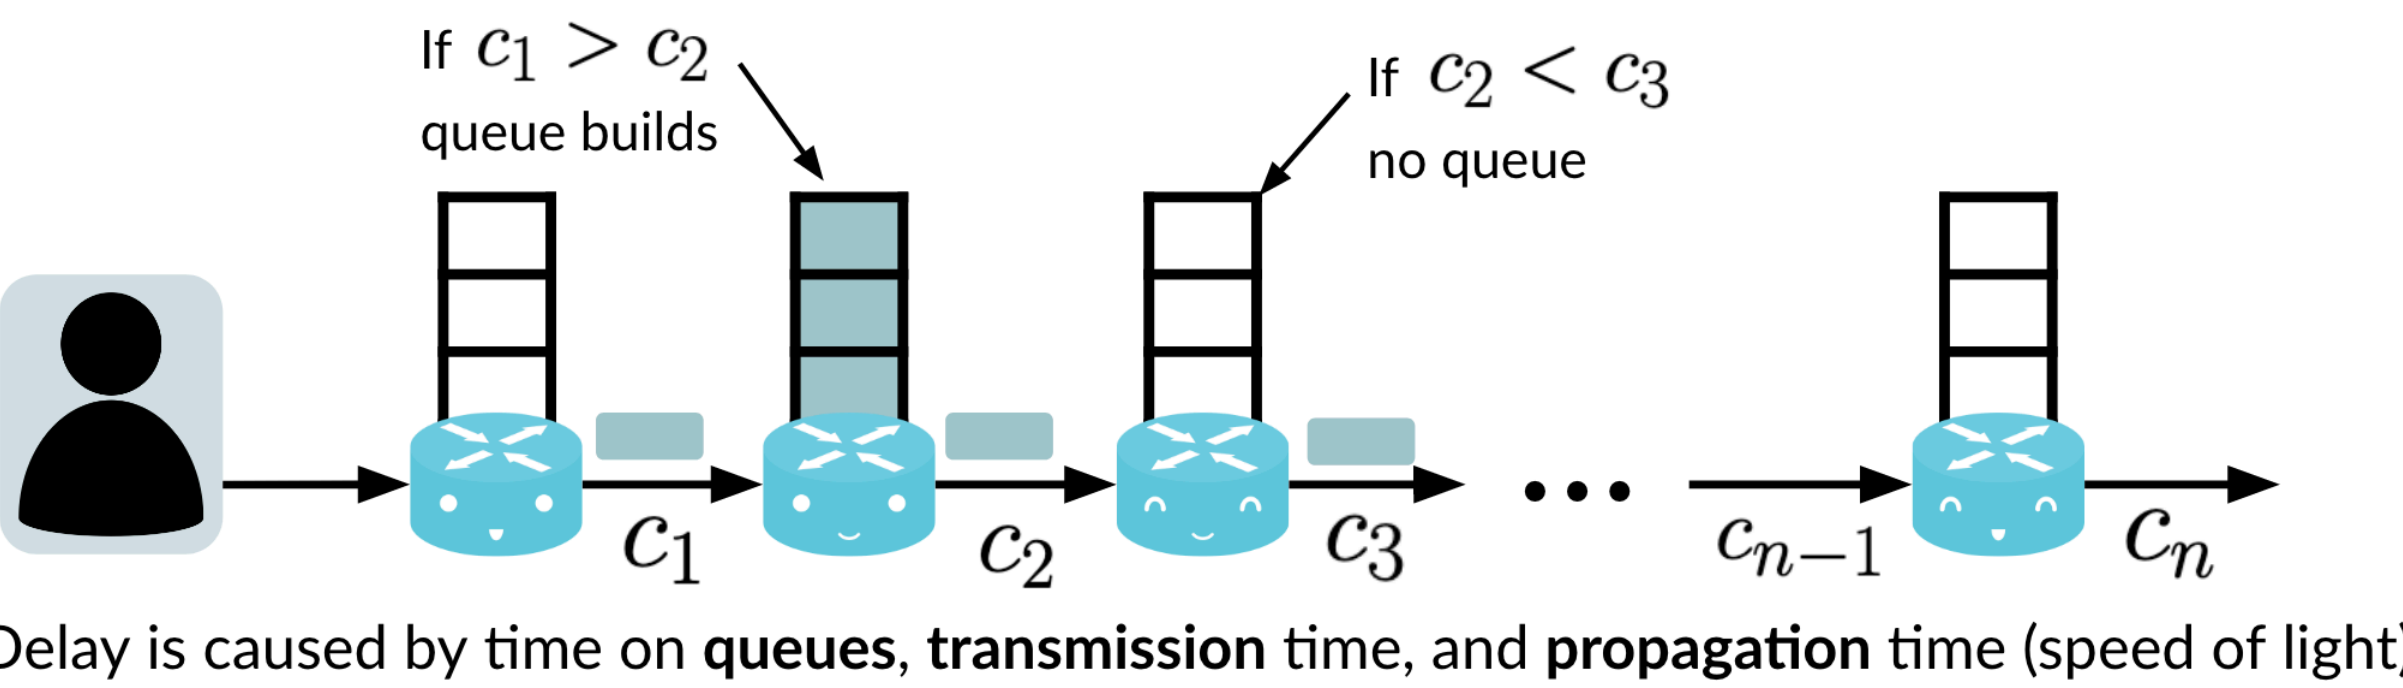 If c₁ > c₂
queue builds
If c₂ < c₃
no queue
c₁
c₂
c₃
...
cₙ₋₁
cₙ
Delay is caused by time on queues, transmission time, and propagation time (speed of light)